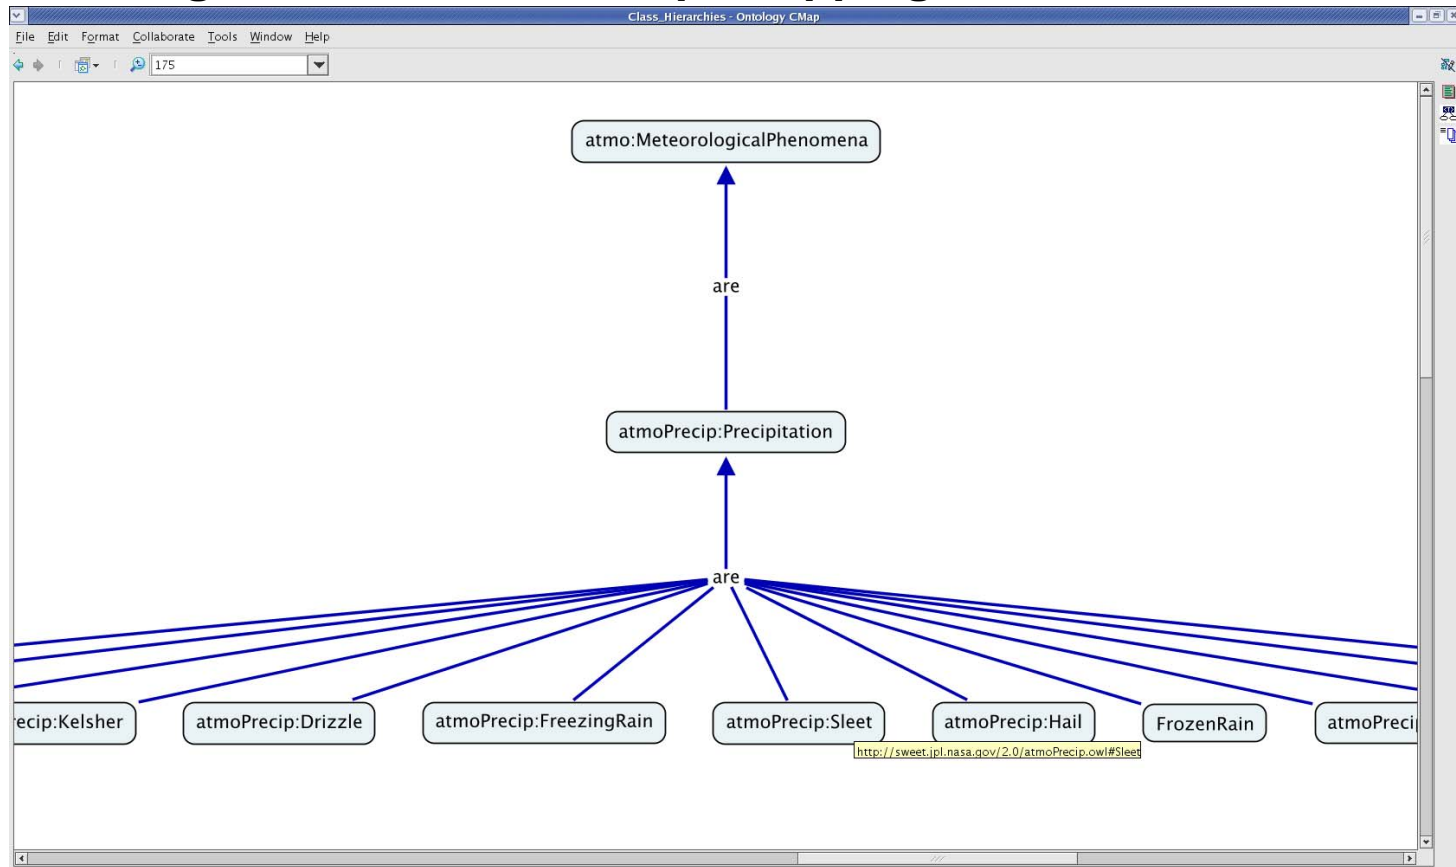 Class_Hierarchies - Ontology CMap
File Edit Format Collaborate Tools Window Help
175
atmo:MeteorologicalPhenomena
are
atmoPrecip:Precipitation
are
recip:Kelsher atmoPrecip:Drizzle atmoPrecip:FreezingRain atmoPrecip:Sleet atmoPrecip:Hail FrozenRain atmoPrecip
http://sweet.jpl.nasa.gov/2.0/atmoPrecip.owl#Sleet